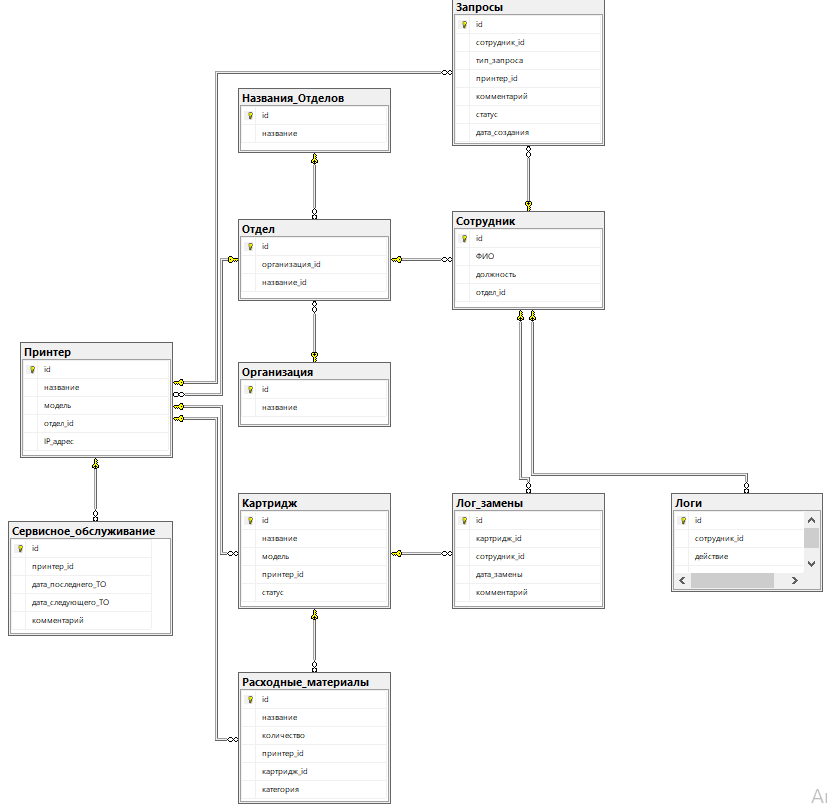 Запросы
id
сотрудник_id
тип_запроса
принтер_id
комментарий
статус
дата_создания
Названия_Отделов
id
название
Отдел
id
организация_id
название_id
Сотрудник
id
ФИО
должность
отдел_id
Принтер
id
название
модель
отдел_id
IP_адрес
Организация
id
название
Картридж
id
название
модель
принтер_id
статус
Лог_замены
id
картридж_id
сотрудник_id
дата_замены
комментарий
Логи
id
сотрудник_id
действие
Сервисное_обслуживание
id
принтер_id
дата_последнего_ТО
дата_следующего_ТО
комментарий
Расходные_материалы
id
название
количество
принтер_id
картридж_id
категория